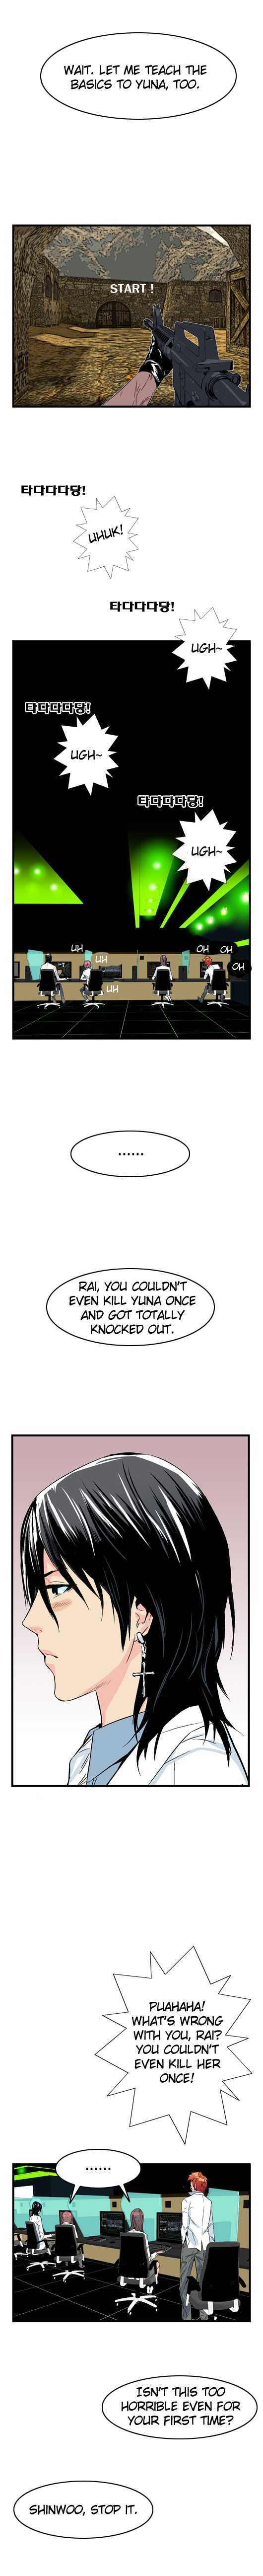 WAIT. LET ME TEACH THE
BASICS TO YUNA, TOO.
START !
타다다다당!
UHUK!
타다다다당!
UGH~
타다다다당!
UGH~
타다다다당!
UGH~
UH
UH
UH
OH
OH
OH
......
RAI, YOU COULDN'T
EVEN KILL YUNA ONCE
AND GOT TOTALLY
KNOCKED OUT.
PUAHAHA!
WHAT'S WRONG
WITH YOU, RAI?
YOU COULDN'T
EVEN KILL HER
ONCE!
......
ISN'T THIS TOO
HORRIBLE EVEN FOR
YOUR FIRST TIME?
SHINWOO, STOP IT.